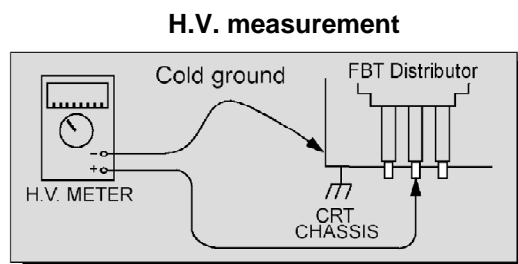 H.V. measurement
Cold ground
FBT Distributor
−
+
H.V. METER
CRT
CHASSIS